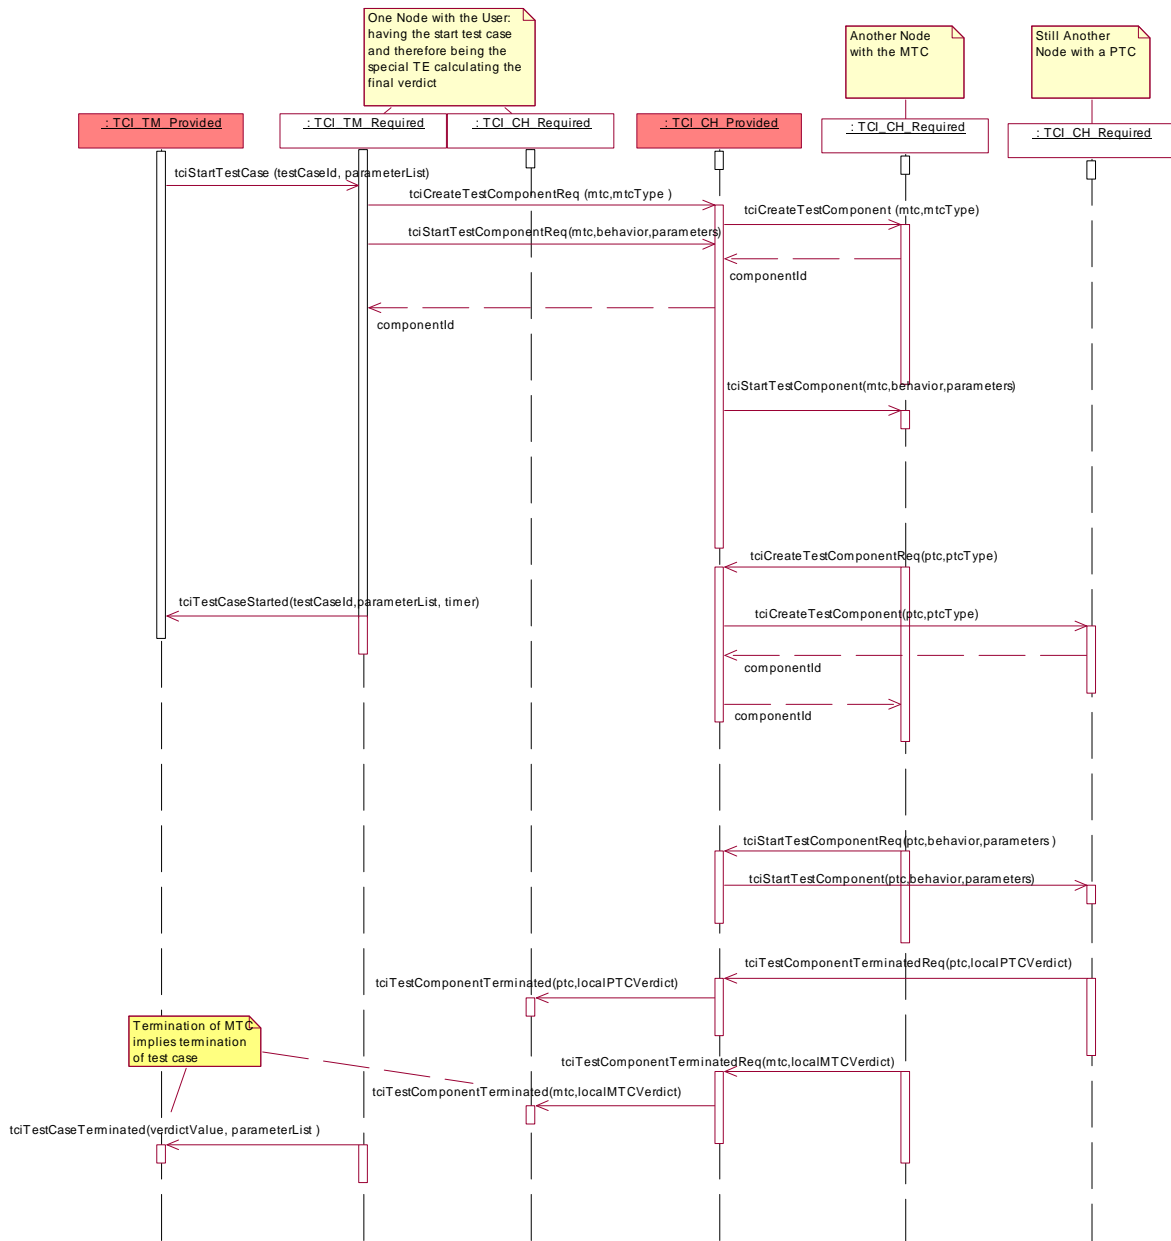 One Node with the User:
having the start test case
and therefore being the
special TE calculating the
final verdict
Another Node
with the MTC
Still Another
Node with a PTC
: TCI_TM_Provided
: TCI_TM_Required
: TCI_CH_Required
: TCI_CH_Provided
: TCI_CH_Required
: TCI_CH_Required
tciStartTestCase (testCaseId, parameterList)
tciCreateTestComponentReq (mtc,mtcType )
tciCreateTestComponent (mtc,mtcType)
tciStartTestComponentReq(mtc,behavior,parameters)
componentId
componentId
tciStartTestComponent(mtc,behavior,parameters)
tciCreateTestComponentReq(ptc,ptcType)
tciTestCaseStarted(testCaseId,parameterList, timer)
tciCreateTestComponent(ptc,ptcType)
componentId
componentId
tciStartTestComponentReq(ptc,behavior,parameters )
tciStartTestComponent(ptc,behavior,parameters)
tciTestComponentTerminatedReq(ptc,localPTCVerdict)
tciTestComponentTerminated(ptc,localPTCVerdict)
Termination of MTC
implies termination
of test case
tciTestComponentTerminatedReq(mtc,localMTCVerdict)
tciTestComponentTerminated(mtc,localMTCVerdict)
tciTestCaseTerminated(verdictValue, parameterList )